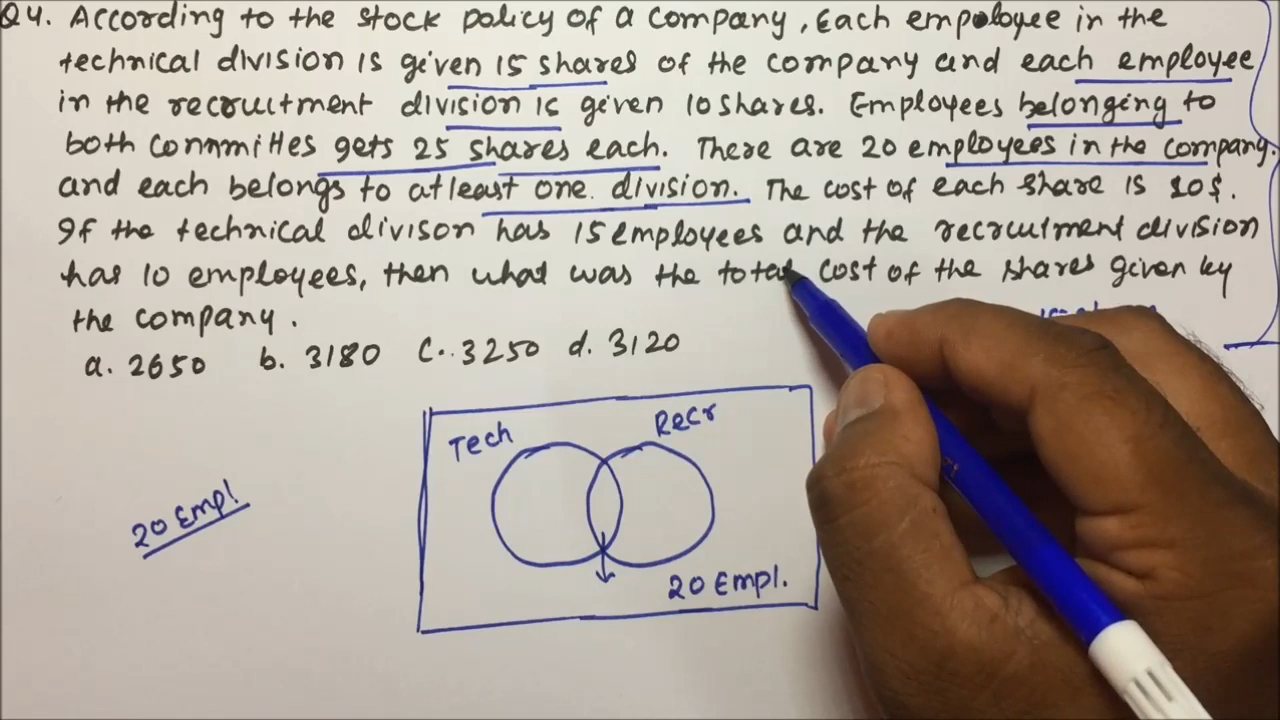 Q4. According to the stock policy of a company, Each empoloyee in the
technical division is given 15 shares of the company and each employee
in the recruitment division is given 10 shares. Employees belonging to
both Conmmittes gets 25 shares each. There are 20 employees in the company.
and each belongs to atleast one division. The cost of each share is 10$.
If the technical divison has 15 employees and the recruitment division
has 10 employees, then what was the total cost of the shares given by
the company.
a. 2650 b. 3180 C. 3250 d. 3120
Tech
Recr
20 Empl.
20 Empl.